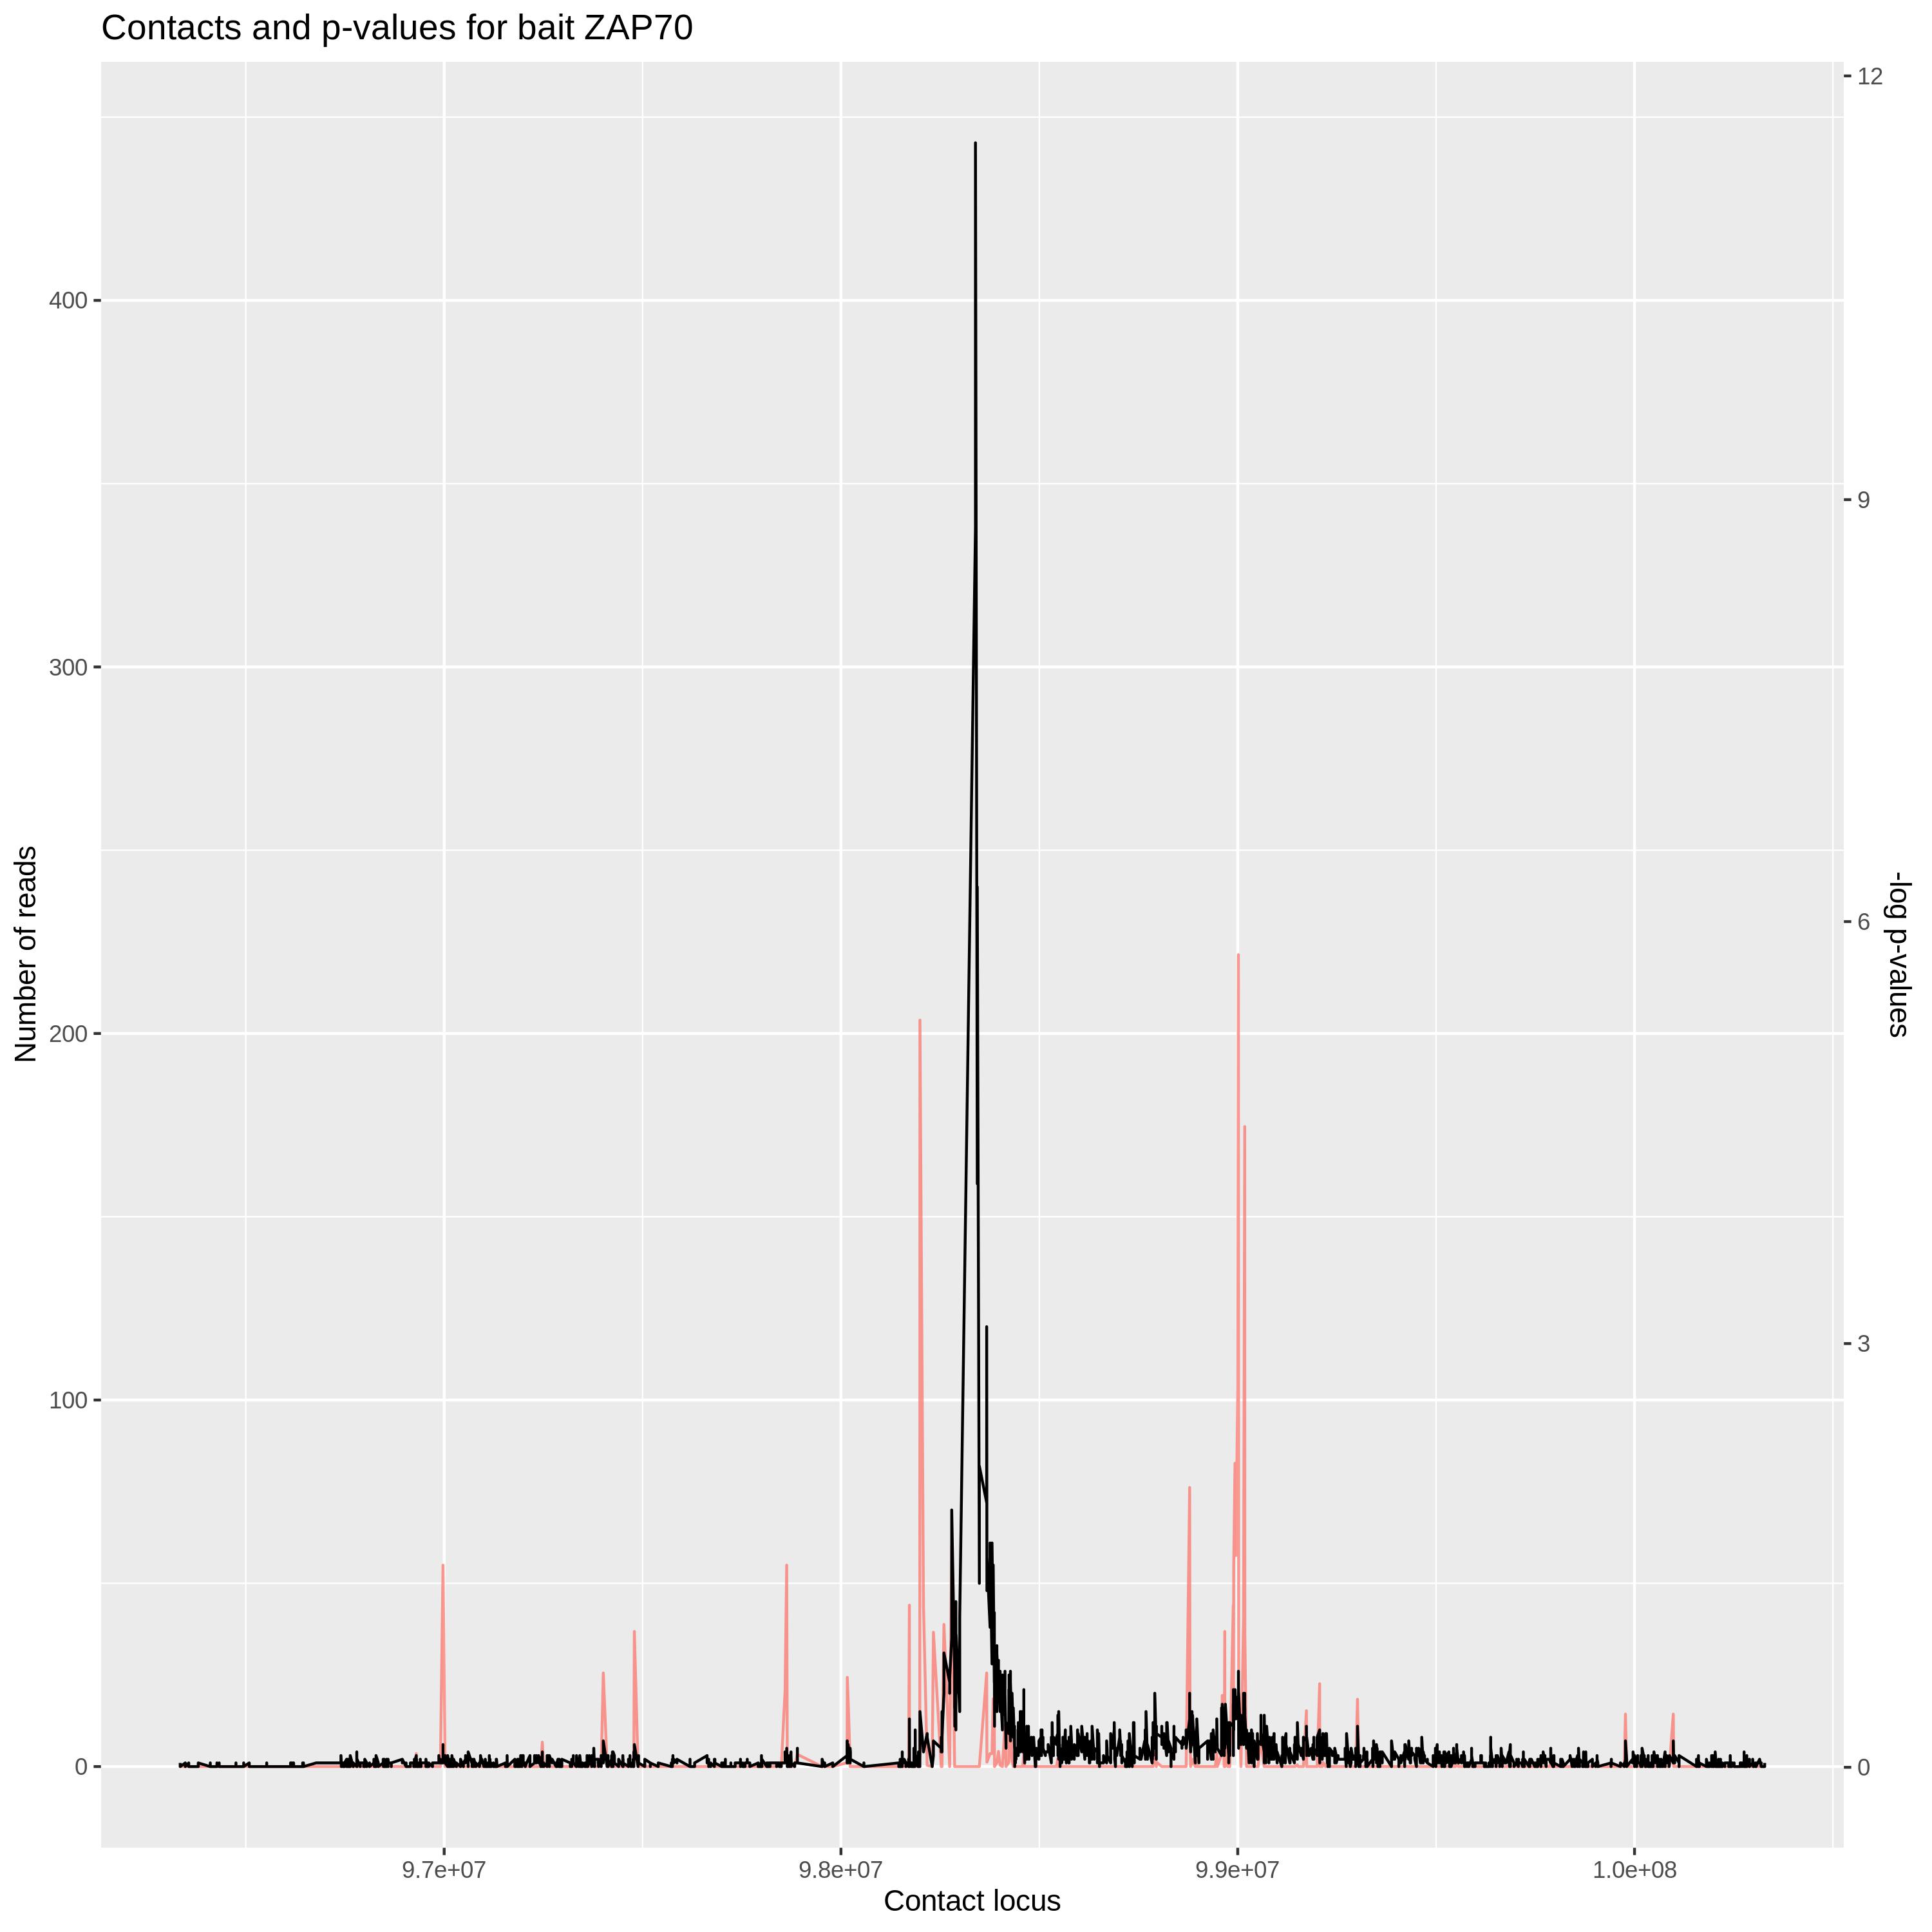 Contacts and p-values for bait ZAP70
Number of reads
400
300
200
100
0
12
9
6
3
0
-log p-values
9.7e+07
9.8e+07
9.9e+07
1.0e+08
Contact locus